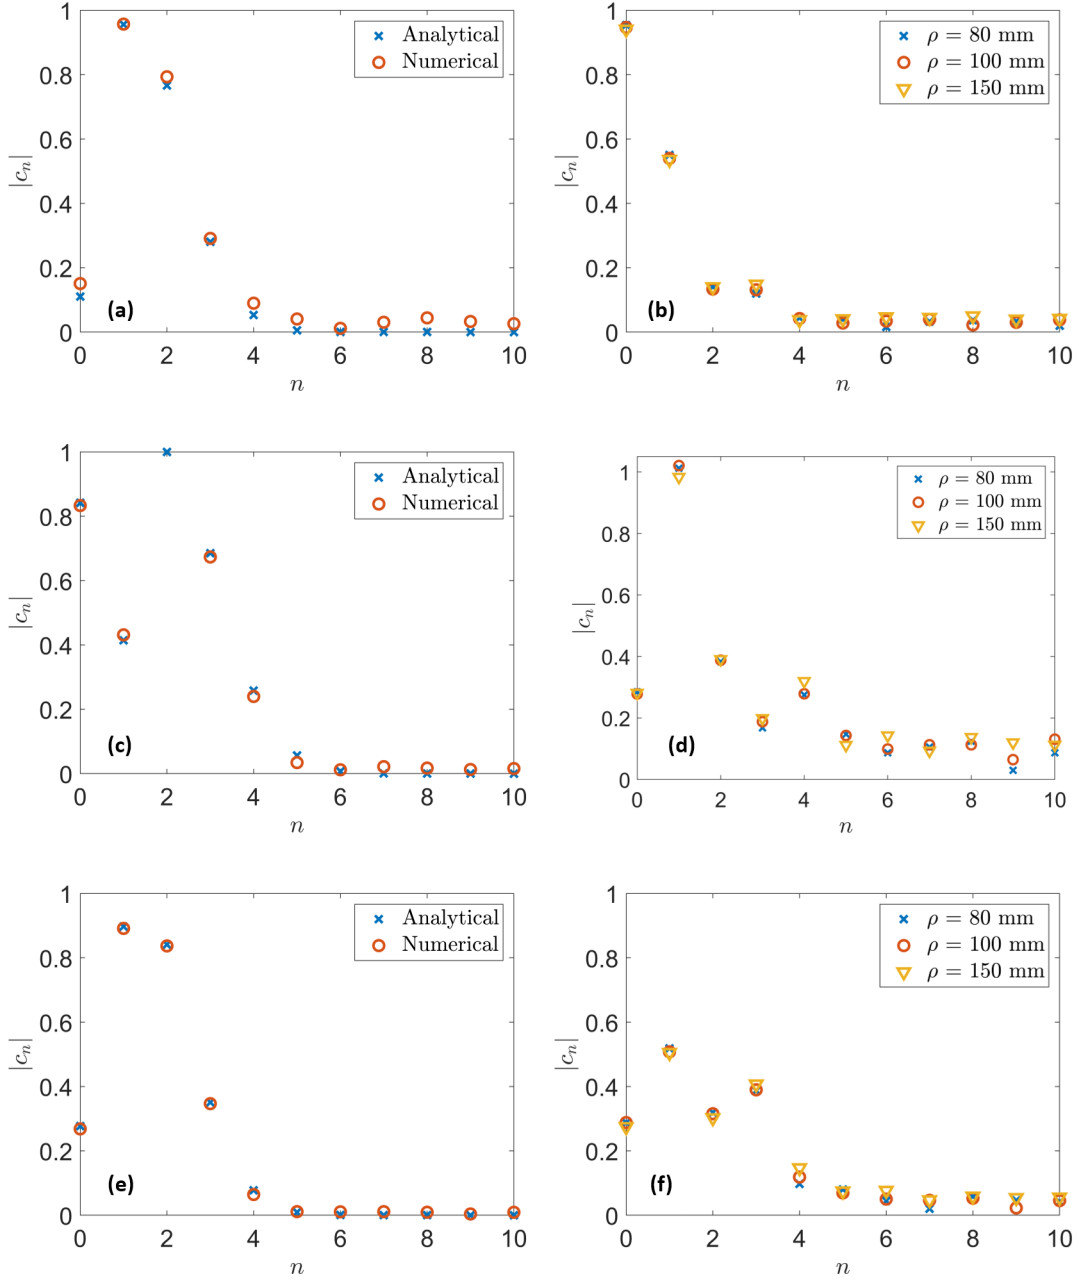 1
0.8
0.6
0.4
0.2
0
|c_n|
Analytical
Numerical
(a)
0 2 4 6 8 10
n
1
0.8
0.6
0.4
0.2
0
|c_n|
ρ = 80 mm
ρ = 100 mm
ρ = 150 mm
(b)
0 2 4 6 8 10
n
1
0.8
0.6
0.4
0.2
0
|c_n|
Analytical
Numerical
(c)
0 2 4 6 8 10
n
1
0.8
0.6
0.4
0.2
0
|c_n|
ρ = 80 mm
ρ = 100 mm
ρ = 150 mm
(d)
0 2 4 6 8 10
n
1
0.8
0.6
0.4
0.2
0
|c_n|
Analytical
Numerical
(e)
0 2 4 6 8 10
n
1
0.8
0.6
0.4
0.2
0
|c_n|
ρ = 80 mm
ρ = 100 mm
ρ = 150 mm
(f)
0 2 4 6 8 10
n